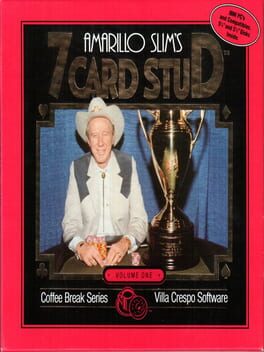 IBM PC's
and Compatibles.
5¼" and 3½" Disks
Inside.
AMARILLO SLIM'S
7 CARD STUD
• VOLUME ONE •
Coffee Break Series
Villa Crespo Software